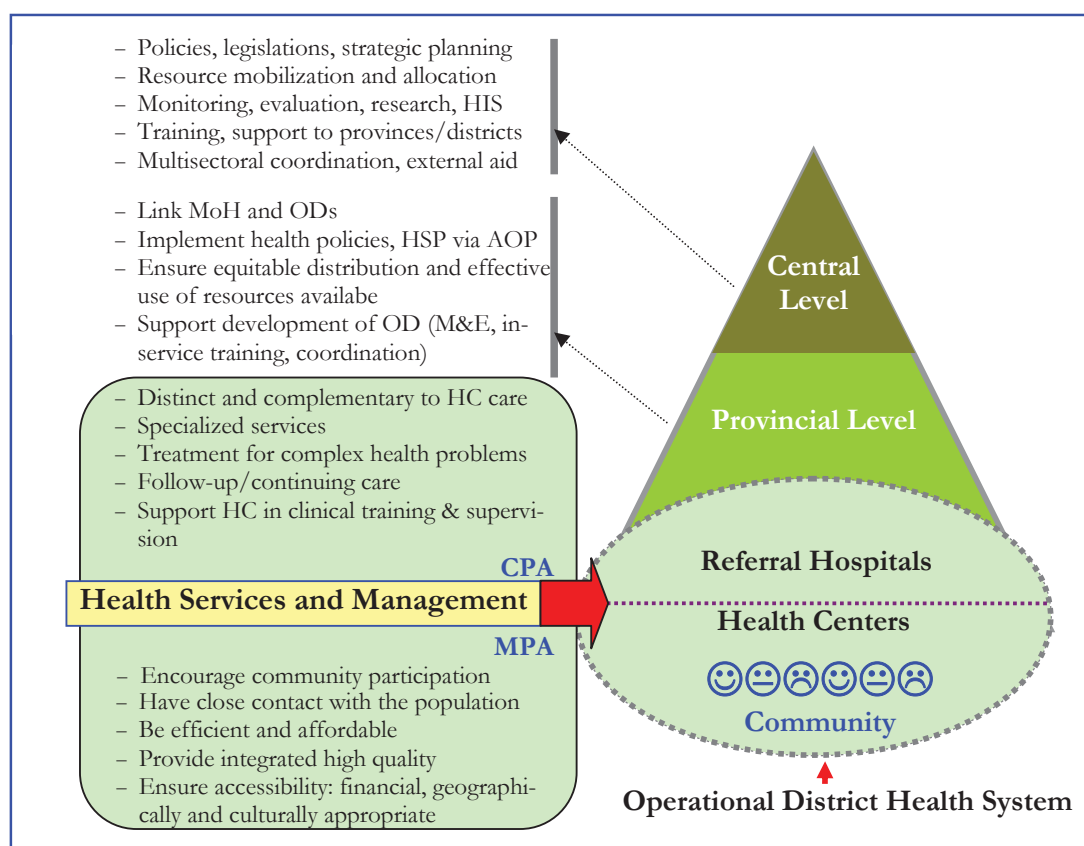 – Policies, legislations, strategic planning
– Resource mobilization and allocation
– Monitoring, evaluation, research, HIS
– Training, support to provinces/districts
– Multisectoral coordination, external aid
– Link MoH and ODs
– Implement health policies, HSP via AOP
– Ensure equitable distribution and effective
use of resources availabe
– Support development of OD (M&E, in-
service training, coordination)
– Distinct and complementary to HC care
– Specialized services
– Treatment for complex health problems
– Follow-up/continuing care
– Support HC in clinical training & supervi-
sion
CPA
Health Services and Management
MPA
– Encourage community participation
– Have close contact with the population
– Be efficient and affordable
– Provide integrated high quality
– Ensure accessibility: financial, geographi-
cally and culturally appropriate
Central
Level
Provincial Level
Referral Hospitals
Health Centers
Community
Operational District Health System